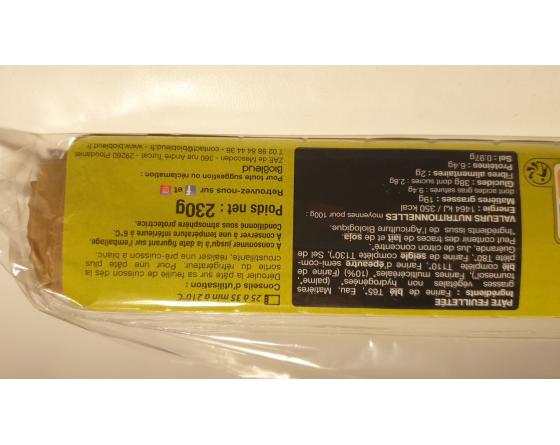 PÂTE FEUILLETÉE
Ingrédients : Farine de blé blanc* T65, Eau, Matières
grasses végétales non hydrogénées* (palme*,
tournesol*), Farines multicéréales* (10%) (Farine de
blé complète* T110*, Farine d'épeautre semi-com-
plète* T80, Farine de seigle complète* T130*), Sel de
Guérande, Jus de citron concentré*
Peut contenir des traces de lait et de soja
*Ingrédients issus de l'Agriculture Biologique.
VALEURS NUTRITIONNELLES moyenne pour 100g :
Energie : 1464 kJ / 350 kcal
Matières grasses : 19g
dont acides gras saturés : 9.4g
Glucides : 38g dont sucres : 2.8g
Fibres alimentaires : 2g
Protéines : 6.4g
Sel : 0.97g
25 à 35 min à 210°C
Conseils d'utilisation :
Dérouler la pâte sur sa feuille de cuisson dès la
sortie du réfrigérateur. Pour une pâte plus
croustillante, réaliser une pré-cuisson à blanc.
A consommer jusqu'à la date figurant sur l'emballage.
A conserver à une température inférieure à 6°C
Conditionné sous atmosphère protectrice.
Poids net : 230g
Retrouvez-nous sur f et
Pour toute suggestion ou réclamation :
Biobleud
ZAE de Mescoden - 360 rue André Turcat - 29260 Ploudaniel
T 02 98 64 44 38 - contact@biobleud.fr - www.biobleud.fr